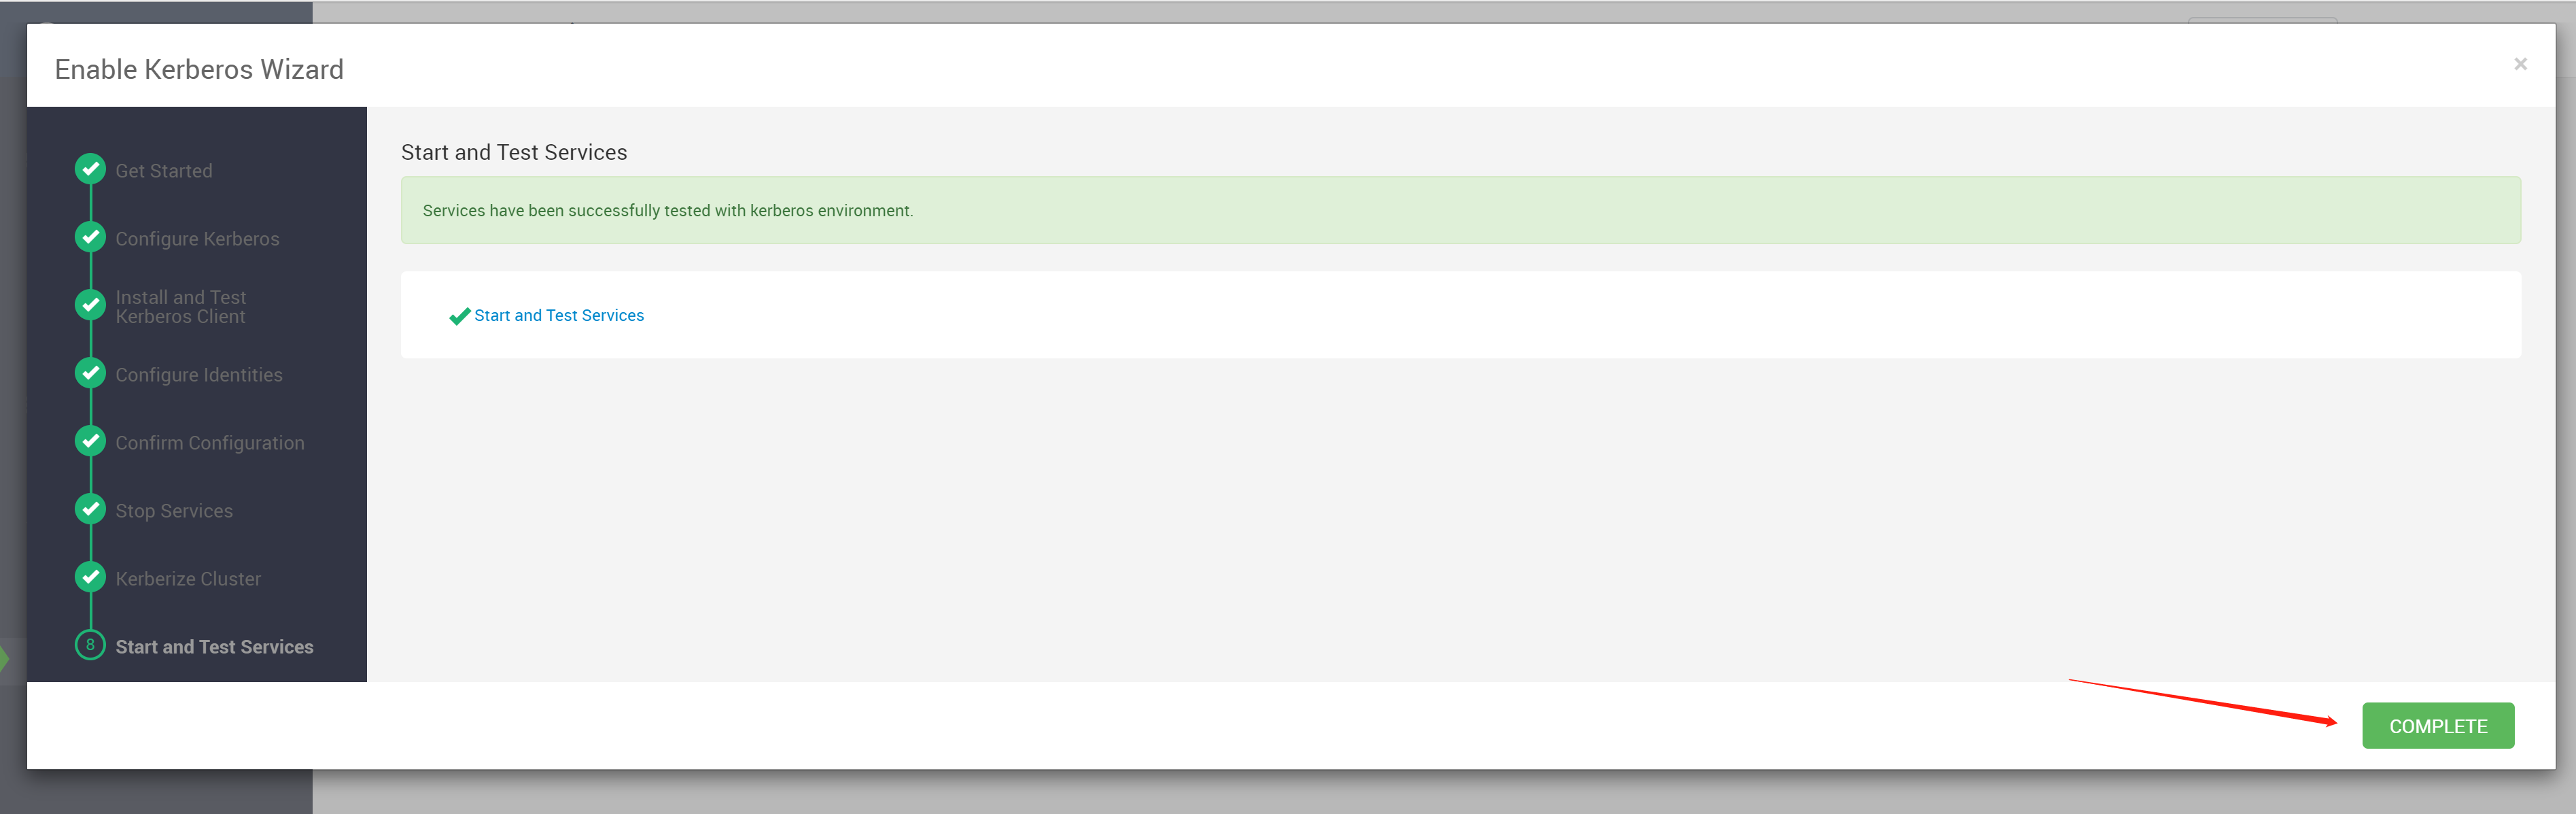 Enable Kerberos Wizard
×
Get Started
Configure Kerberos
Install and Test
Kerberos Client
Configure Identities
Confirm Configuration
Stop Services
Kerberize Cluster
8
Start and Test Services
Start and Test Services
Services have been successfully tested with kerberos environment.
Start and Test Services
COMPLETE